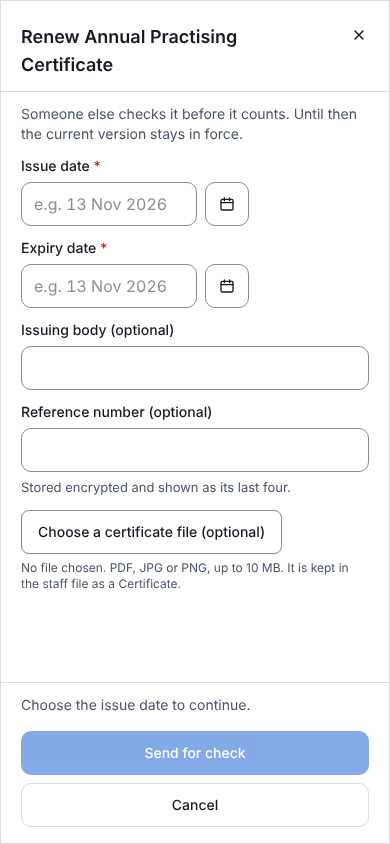 Renew Annual Practising
Certificate
Someone else checks it before it counts. Until then
the current version stays in force.
Issue date *
e.g. 13 Nov 2026
Expiry date *
e.g. 13 Nov 2026
Issuing body (optional)
Reference number (optional)
Stored encrypted and shown as its last four.
Choose a certificate file (optional)
No file chosen. PDF, JPG or PNG, up to 10 MB. It is kept in
the staff file as a Certificate.
Choose the issue date to continue.
Send for check
Cancel